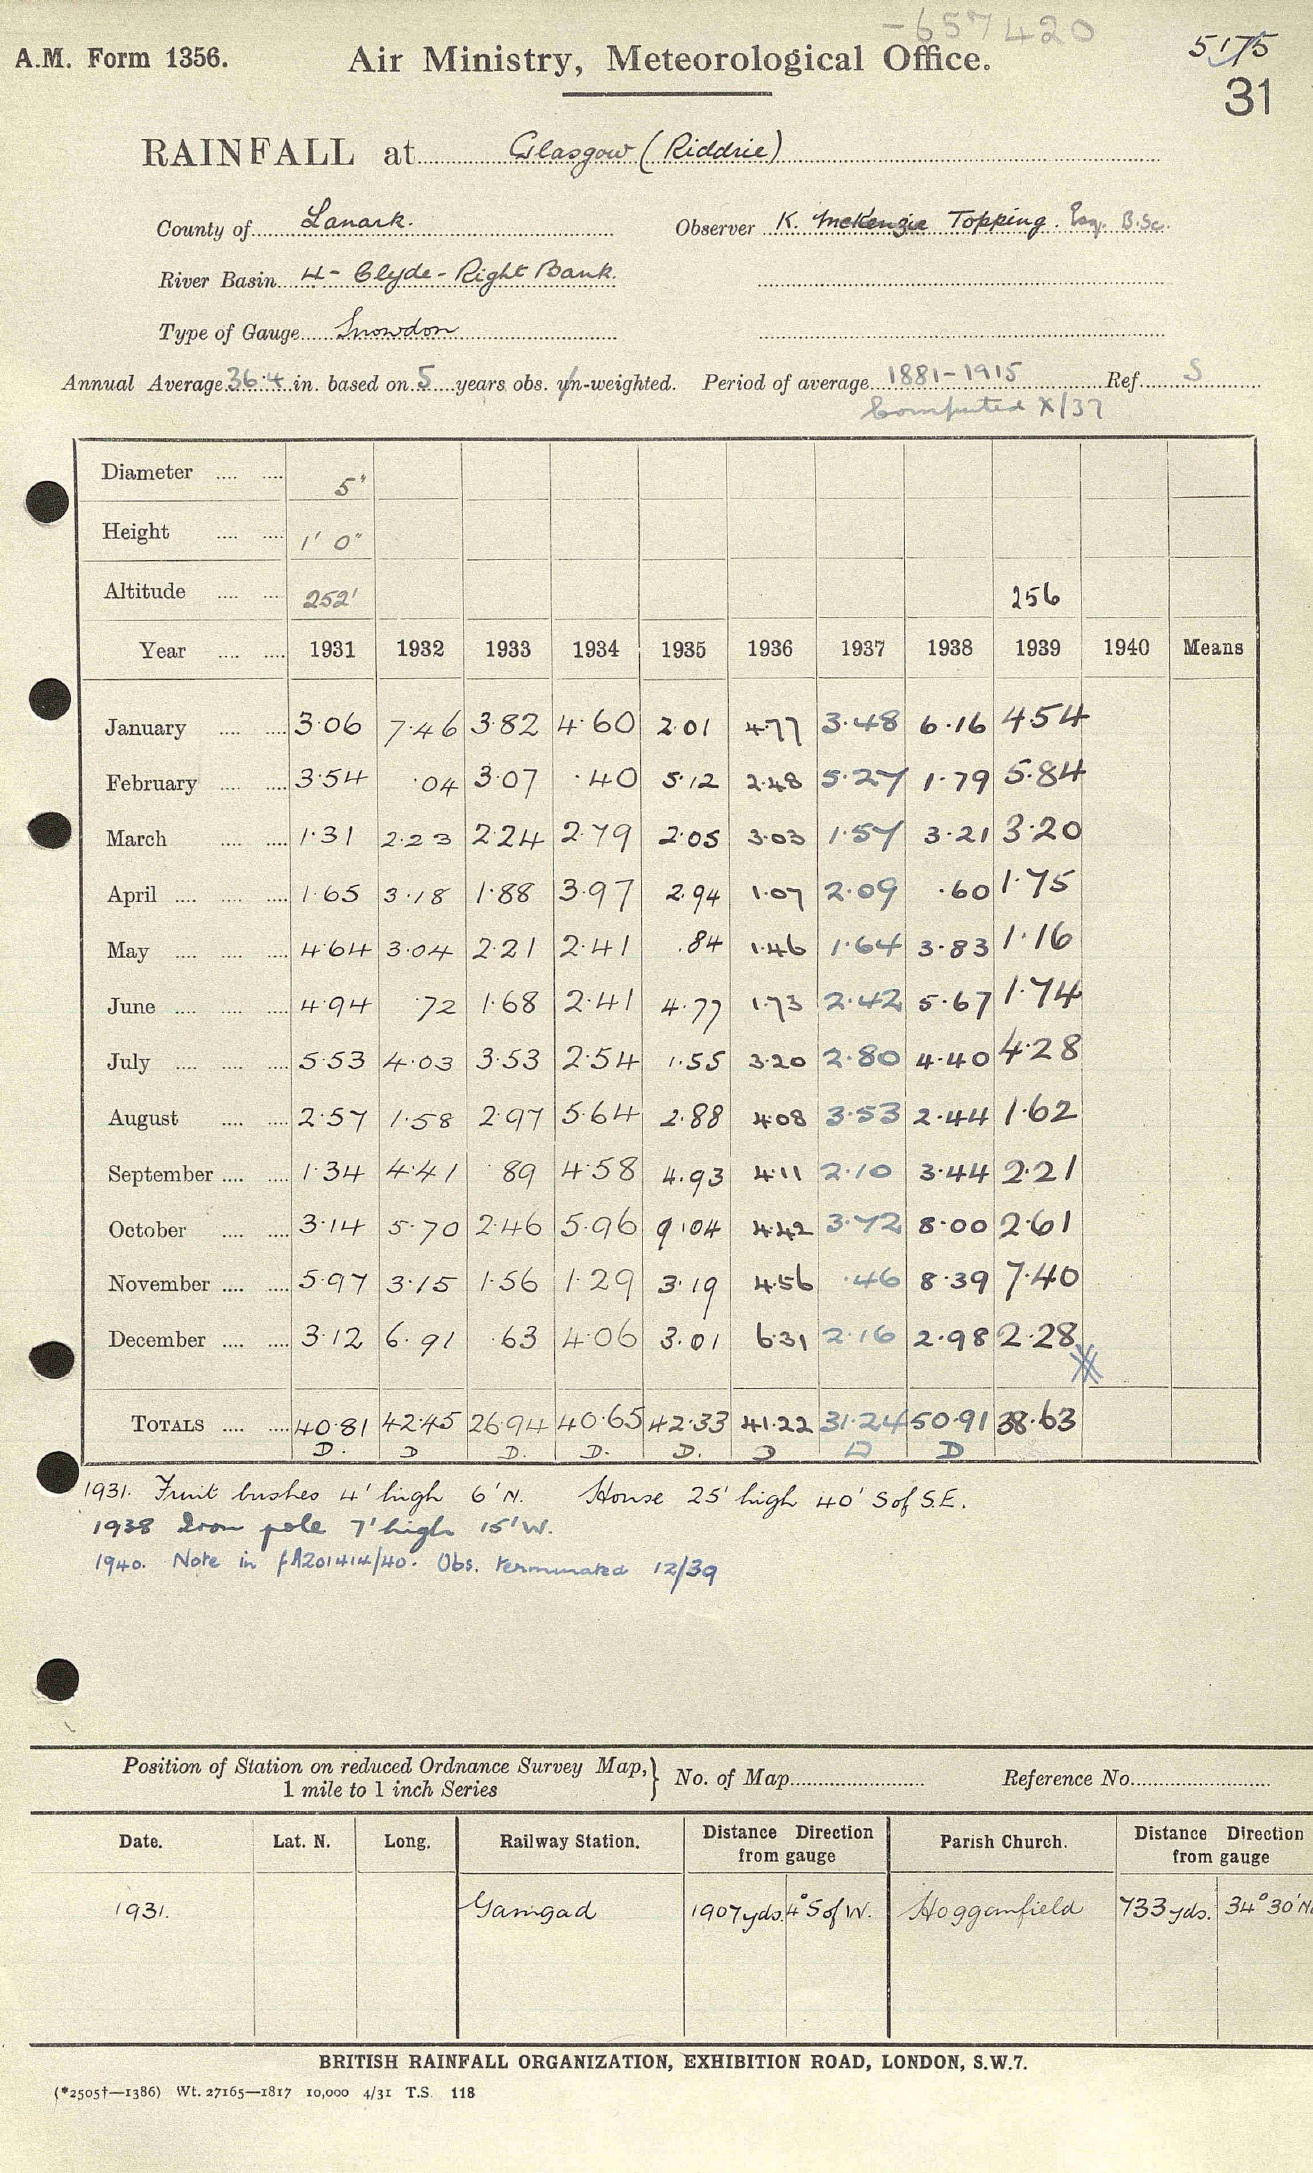 -657420
A.M. Form 1356. Air Ministry, Meteorological Office. 5175
31
RAINFALL at Glasgow (Riddrie)
County of Lanark. Observer K. McKenzie Topping. Esq. B.Sc.
River Basin 4 - Clyde - Right Bank.
Type of Gauge Snowdon
Annual Average 36.4 in. based on 5 years obs. un-weighted. Period of average 1881-1915 Ref S
Computed X/37
Diameter 5"
Height 1' 0"
Altitude 252' 256
Year 1931 1932 1933 1934 1935 1936 1937 1938 1939 1940 Means
January 3.06 7.46 3.82 4.60 2.01 4.77 3.48 6.16 4.54
February 3.54 .04 3.07 .40 5.12 2.48 5.27 1.79 5.84
March 1.31 2.23 2.24 2.79 2.05 3.03 1.57 3.21 3.20
April 1.65 3.18 1.88 3.97 2.94 1.07 2.09 .60 1.75
May 4.64 3.04 2.21 2.41 .84 1.46 1.64 3.83 1.16
June 4.94 .72 1.68 2.41 4.77 1.73 2.42 5.67 1.74
July 5.53 4.03 3.53 2.54 1.55 3.20 2.80 4.40 4.28
August 2.57 1.58 2.97 5.64 2.88 4.08 3.53 2.44 1.62
September 1.34 4.41 .89 4.58 4.93 4.11 2.10 3.44 2.21
October 3.14 5.70 2.46 5.96 9.04 4.42 3.72 8.00 2.61
November 5.97 3.15 1.56 1.29 3.19 4.56 .46 8.39 7.40
December 3.12 6.91 .63 4.06 3.01 6.31 2.16 2.98 2.28
TOTALS 40.81 42.45 26.94 40.65 42.33 41.22 31.24 50.91 38.63
D. D D. D. D. D D D
1931. Fruit bushes 4' high 6' N. House 25' high 40' S of S.E.
1938 Iron pole 7' high 15' W.
1940. Note in Obs. terminated 12/39
Position of Station on reduced Ordnance Survey Map, No. of Map Reference No.
1 mile to 1 inch Series
Date. Lat. N. Long. Railway Station. Distance Direction Parish Church. Distance Direction
from gauge from gauge
1931. Garngad 1907 yds. 4° S of W. Hogganfield 733 yds. 34° 30' N
BRITISH RAINFALL ORGANIZATION, EXHIBITION ROAD, LONDON, S.W.7.
(*2505†—1386) Wt. 27165—1817 10,000 4/31 T.S. 118